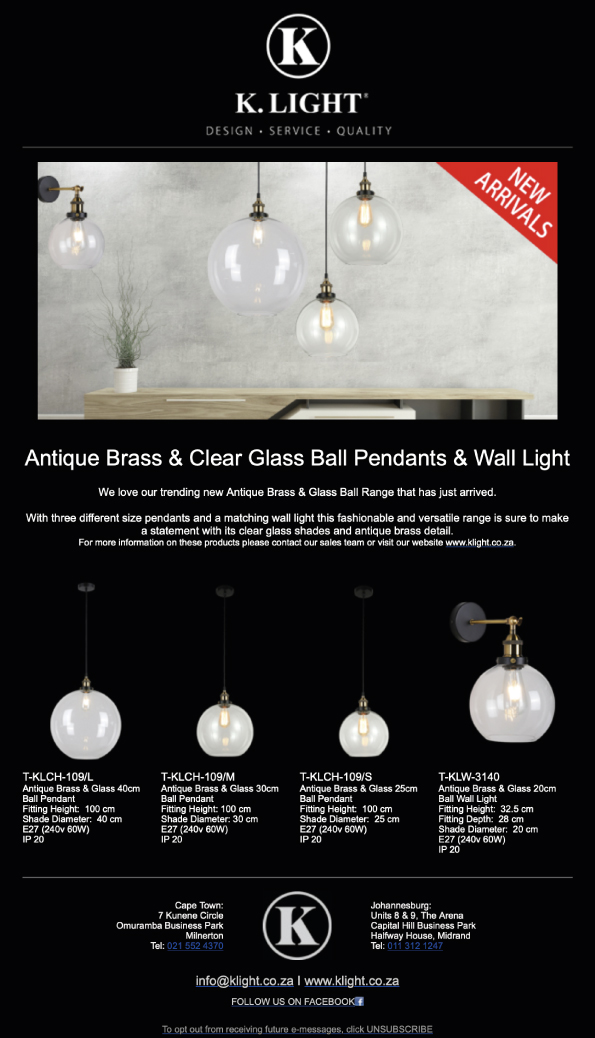 K
K. LIGHT®
DESIGN • SERVICE • QUALITY
NEW
ARRIVALS
Antique Brass & Clear Glass Ball Pendants & Wall Light
We love our trending new Antique Brass & Glass Ball Range that has just arrived.
With three different size pendants and a matching wall light this fashionable and versatile range is sure to make
a statement with its clear glass shades and antique brass detail.
For more information on these products please contact our sales team or visit our website www.klight.co.za.
T-KLCH-109/L
Antique Brass & Glass 40cm
Ball Pendant
Fitting Height: 100 cm
Shade Diameter: 40 cm
E27 (240v 60W)
IP 20
T-KLCH-109/M
Antique Brass & Glass 30cm
Ball Pendant
Fitting Height: 100 cm
Shade Diameter: 30 cm
E27 (240v 60W)
IP 20
T-KLCH-109/S
Antique Brass & Glass 25cm
Ball Pendant
Fitting Height: 100 cm
Shade Diameter: 25 cm
E27 (240v 60W)
IP 20
T-KLW-3140
Antique Brass & Glass 20cm
Ball Wall Light
Fitting Height: 32.5 cm
Fitting Depth: 28 cm
Shade Diameter: 20 cm
E27 (240v 60W)
IP 20
Cape Town:
7 Kunene Circle
Omuramba Business Park
Milnerton
Tel: 021 552 4370
K
Johannesburg:
Units 8 & 9, The Arena
Capital Hill Business Park
Halfway House, Midrand
Tel: 011 312 1247
info@klight.co.za I www.klight.co.za
FOLLOW US ON FACEBOOK f
To opt out from receiving future e-messages, click UNSUBSCRIBE